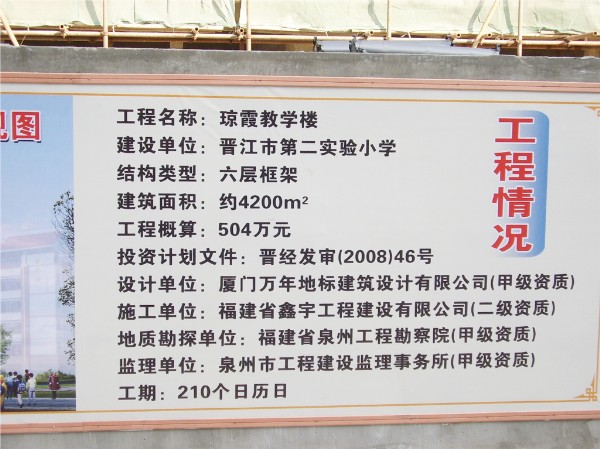 工程名称：琼霞教学楼
建设单位：晋江市第二实验小学
结构类型：六层框架
建筑面积：约4200m²
工程概算：504万元
投资计划文件：晋经发审(2008)46号
设计单位：厦门万年地标建筑设计有限公司(甲级资质)
施工单位：福建省鑫宇工程建设有限公司(二级资质)
地质勘探单位：福建省泉州工程勘察院(甲级资质)
监理单位：泉州市工程建设监理事务所(甲级资质)
工期：210个日历日
工程情况
图